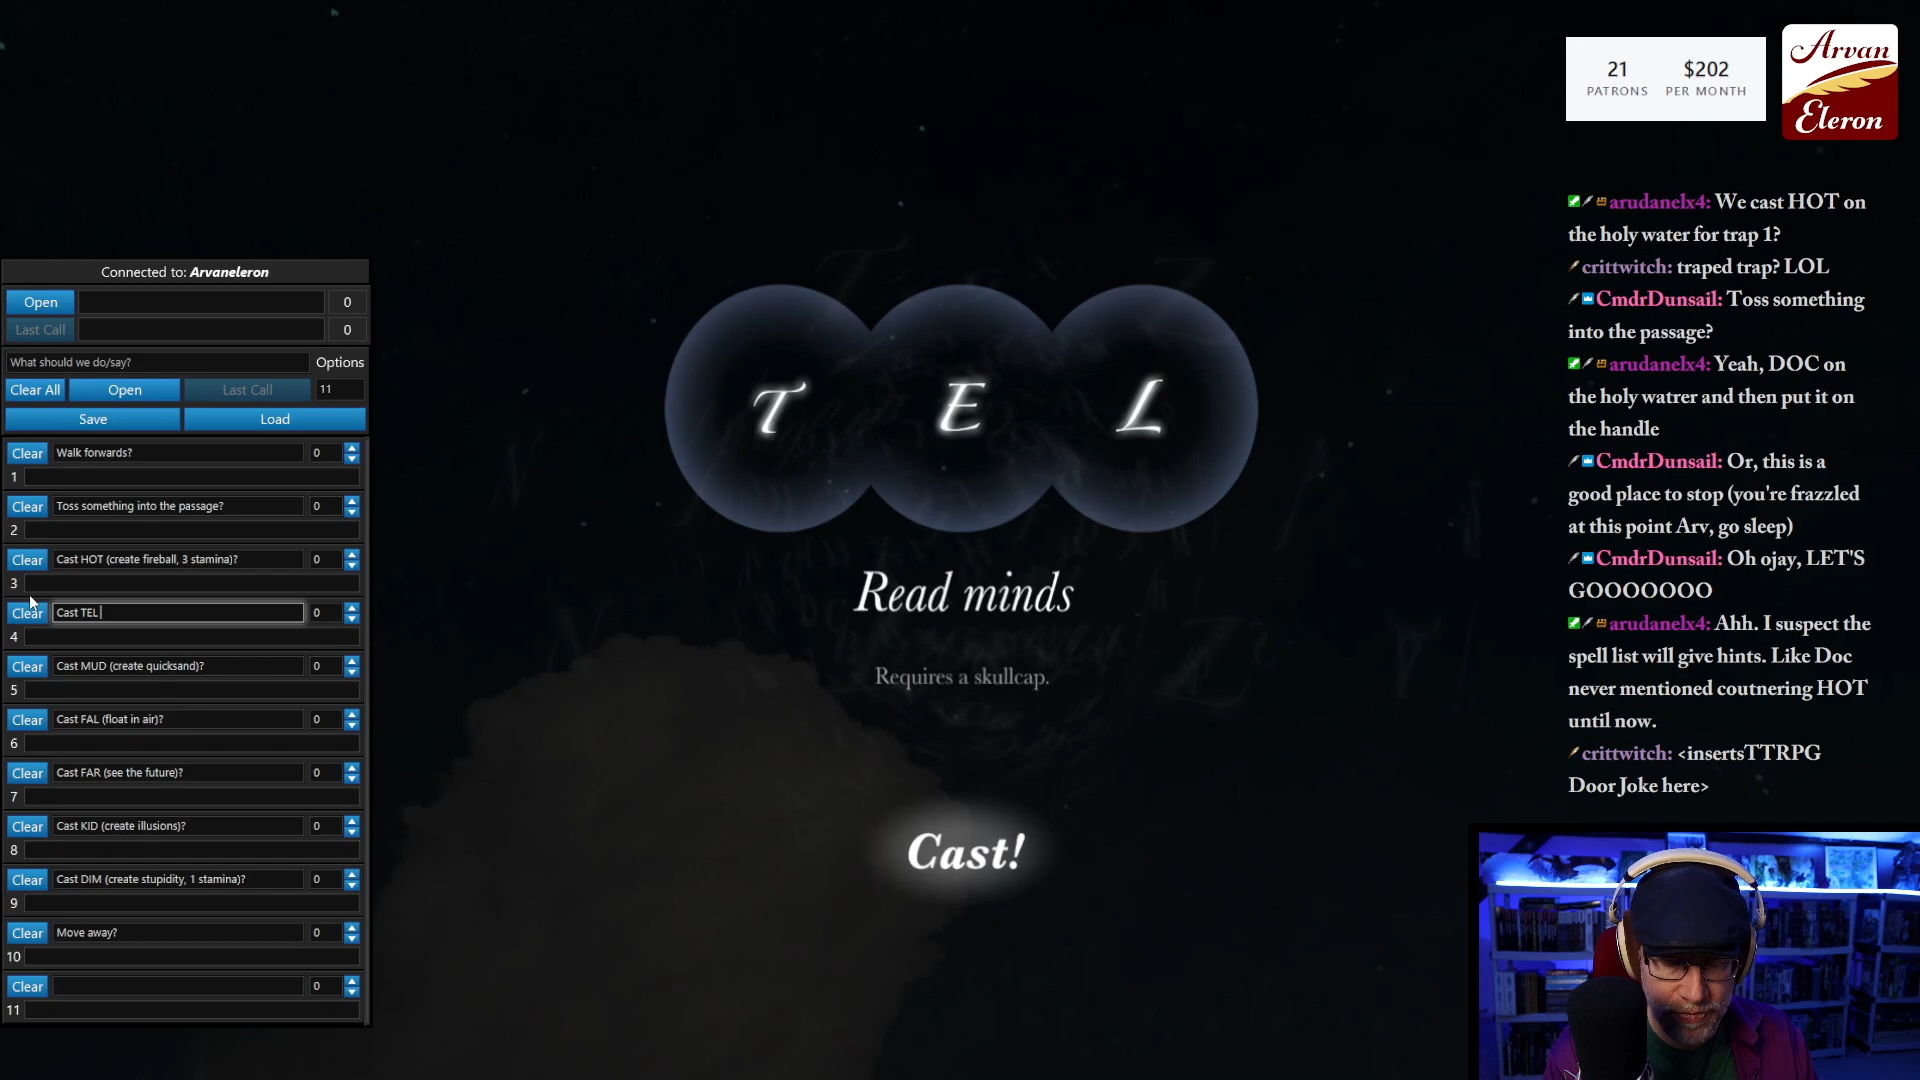 Connected to: Arvaneleron
Open 0
Last Call 0
What should we do/say? Options
Clear All Open Last Call 11
Save Load
Clear Walk forwards? 0
1
Clear Toss something into the passage? 0
2
Clear Cast HOT (create fireball, 3 stamina)? 0
3
Clear Cast TEL 0
4
Clear Cast MUD (create quicksand)? 0
5
Clear Cast FAL (float in air)? 0
6
Clear Cast FAR (see the future)? 0
7
Clear Cast KID (create illusions)? 0
8
Clear Cast DIM (create stupidity, 1 stamina)? 0
9
Clear Move away? 0
10
Clear 0
11
T E L
Read minds
Requires a skullcap.
Cast!
21 $202
PATRONS PER MONTH
Arvan
Eleron
arudanelx4: We cast HOT on
the holy water for trap 1?
crittwitch: traped trap? LOL
CmdrDunsail: Toss something
into the passage?
arudanelx4: Yeah, DOC on
the holy watrer and then put it on
the handle
CmdrDunsail: Or, this is a
good place to stop (you're frazzled
at this point Arv, go sleep)
CmdrDunsail: Oh ojay, LET'S
GOOOOOOO
arudanelx4: Ahh. I suspect the
spell list will give hints. Like Doc
never mentioned coutnering HOT
until now.
crittwitch: <insertsTTRPG
Door Joke here>